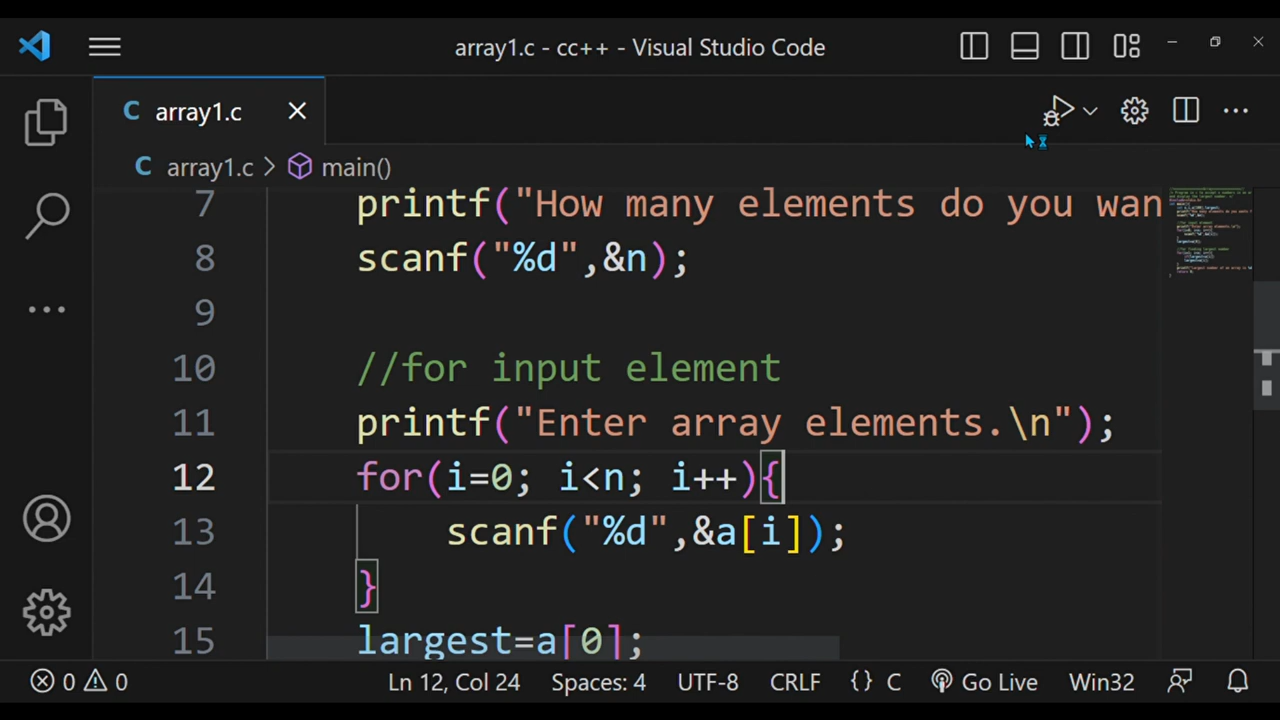 array1.c - cc++ - Visual Studio Code
C array1.c
C array1.c > main()
7 printf("How many elements do you wan
8 scanf("%d",&n);
9
10 //for input element
11 printf("Enter array elements.\n");
12 for(i=0; i<n; i++){
13 scanf("%d",&a[i]);
14 }
15 largest=a[0];
0 0 Ln 12, Col 24 Spaces: 4 UTF-8 CRLF {} C Go Live Win32